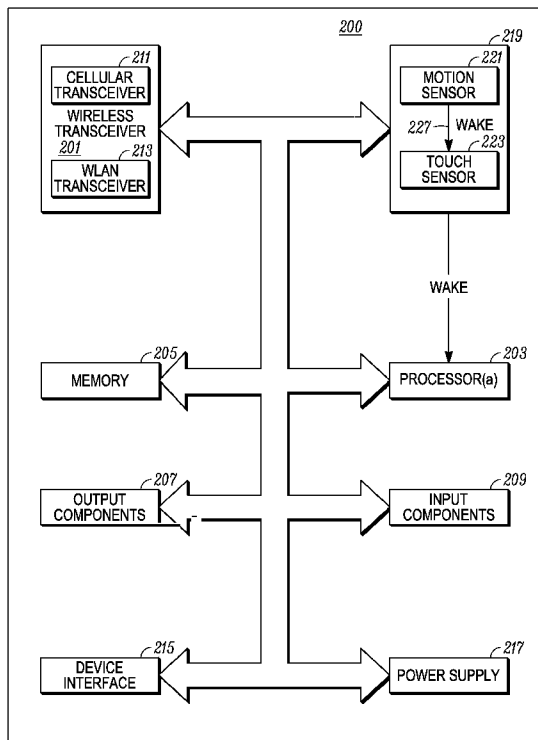 200
211
CELLULAR
TRANSCEIVER
WIRELESS
TRANSCEIVER
201
213
WLAN
TRANSCEIVER
219
221
MOTION
SENSOR
227
WAKE
223
TOUCH
SENSOR
WAKE
205
MEMORY
203
PROCESSOR(a)
207
OUTPUT
COMPONENTS
209
INPUT
COMPONENTS
215
DEVICE
INTERFACE
217
POWER SUPPLY